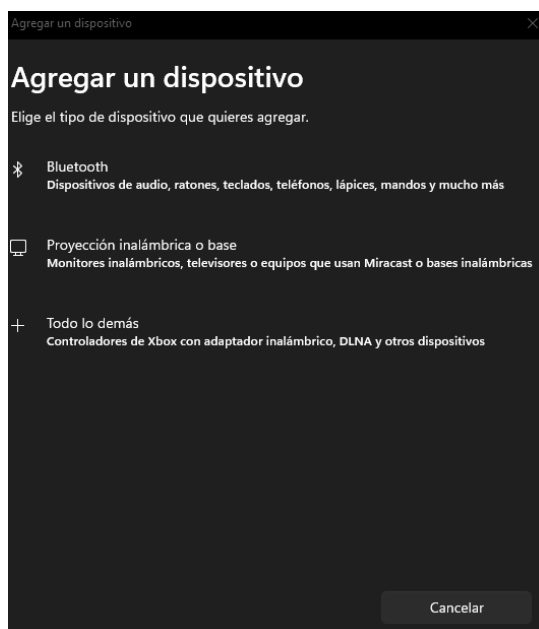 Agregar un dispositivo
Agregar un dispositivo
Elige el tipo de dispositivo que quieres agregar.
Bluetooth
Dispositivos de audio, ratones, teclados, teléfonos, lápices, mandos y mucho más
Proyección inalámbrica o base
Monitores inalámbricos, televisores o equipos que usan Miracast o bases inalámbricas
Todo lo demás
Controladores de Xbox con adaptador inalámbrico, DLNA y otros dispositivos
Cancelar